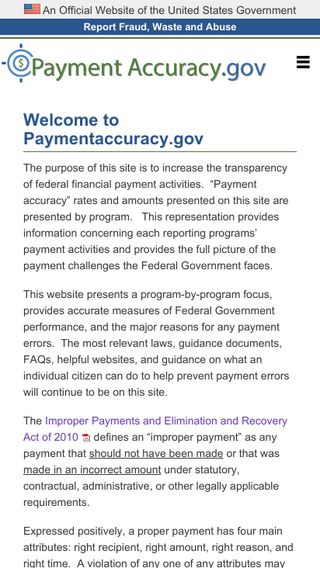 An Official Website of the United States Government
Report Fraud, Waste and Abuse
$ Payment Accuracy.gov
Welcome to
Paymentaccuracy.gov
The purpose of this site is to increase the transparency
of federal financial payment activities.  “Payment
accuracy” rates and amounts presented on this site are
presented by program.   This representation provides
information concerning each reporting programs’
payment activities and provides the full picture of the
payment challenges the Federal Government faces.
This website presents a program-by-program focus,
provides accurate measures of Federal Government
performance, and the major reasons for any payment
errors.  The most relevant laws, guidance documents,
FAQs, helpful websites, and guidance on what an
individual citizen can do to help prevent payment errors
will continue to be on this site.
The Improper Payments and Elimination and Recovery
Act of 2010 defines an “improper payment” as any
payment that should not have been made or that was
made in an incorrect amount under statutory,
contractual, administrative, or other legally applicable
requirements.
Expressed positively, a proper payment has four main
attributes: right recipient, right amount, right reason, and
right time.  A violation of any one of any attributes may